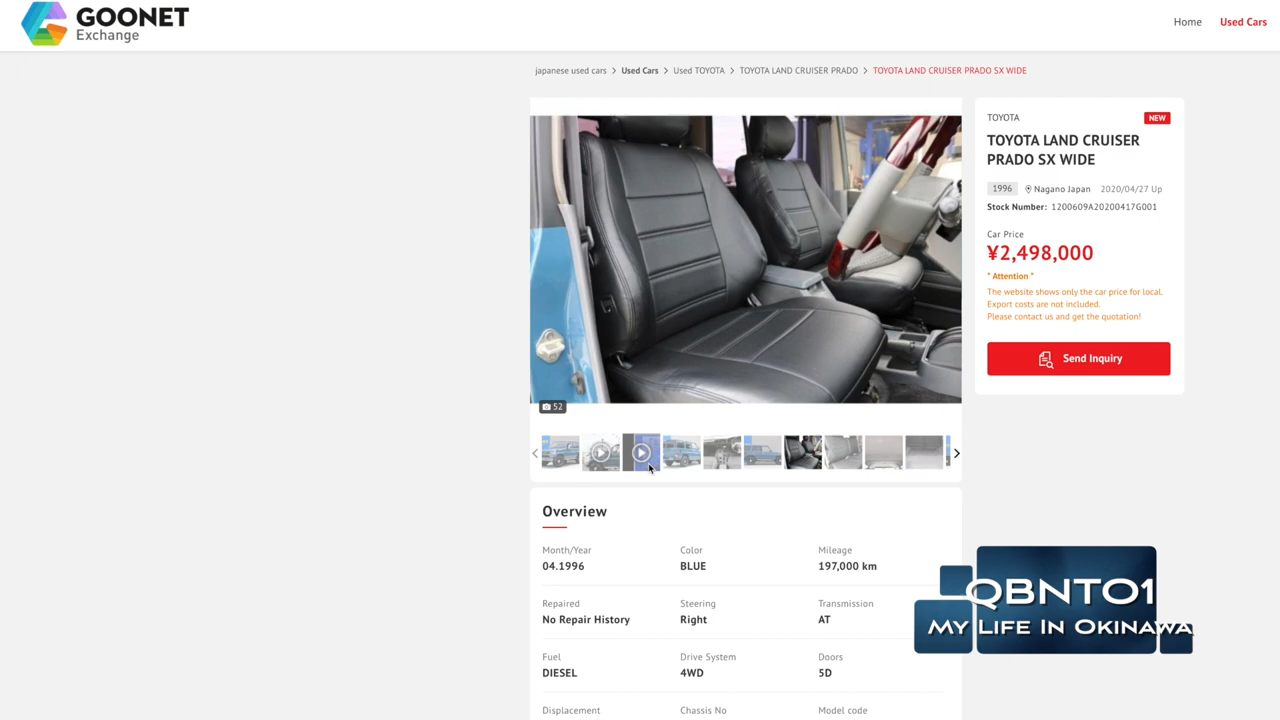 GOONET
Exchange
Home
Used Cars
japanese used cars > Used Cars > Used TOYOTA > TOYOTA LAND CRUISER PRADO > TOYOTA LAND CRUISER PRADO SX WIDE
52
TOYOTA
NEW
TOYOTA LAND CRUISER
PRADO SX WIDE
1996 Nagano Japan 2020/04/27 Up
Stock Number: 1200609A20200417G001
Car Price
¥2,498,000
* Attention *
The website shows only the car price for local.
Export costs are not included.
Please contact us and get the quotation!
Send Inquiry
Overview
Month/Year Color Mileage
04.1996 BLUE 197,000 km
Repaired Steering Transmission
No Repair History Right AT
Fuel Drive System Doors
DIESEL 4WD 5D
Displacement Chassis No Model code
QBNTO1
MY LIFE IN OKINAWA